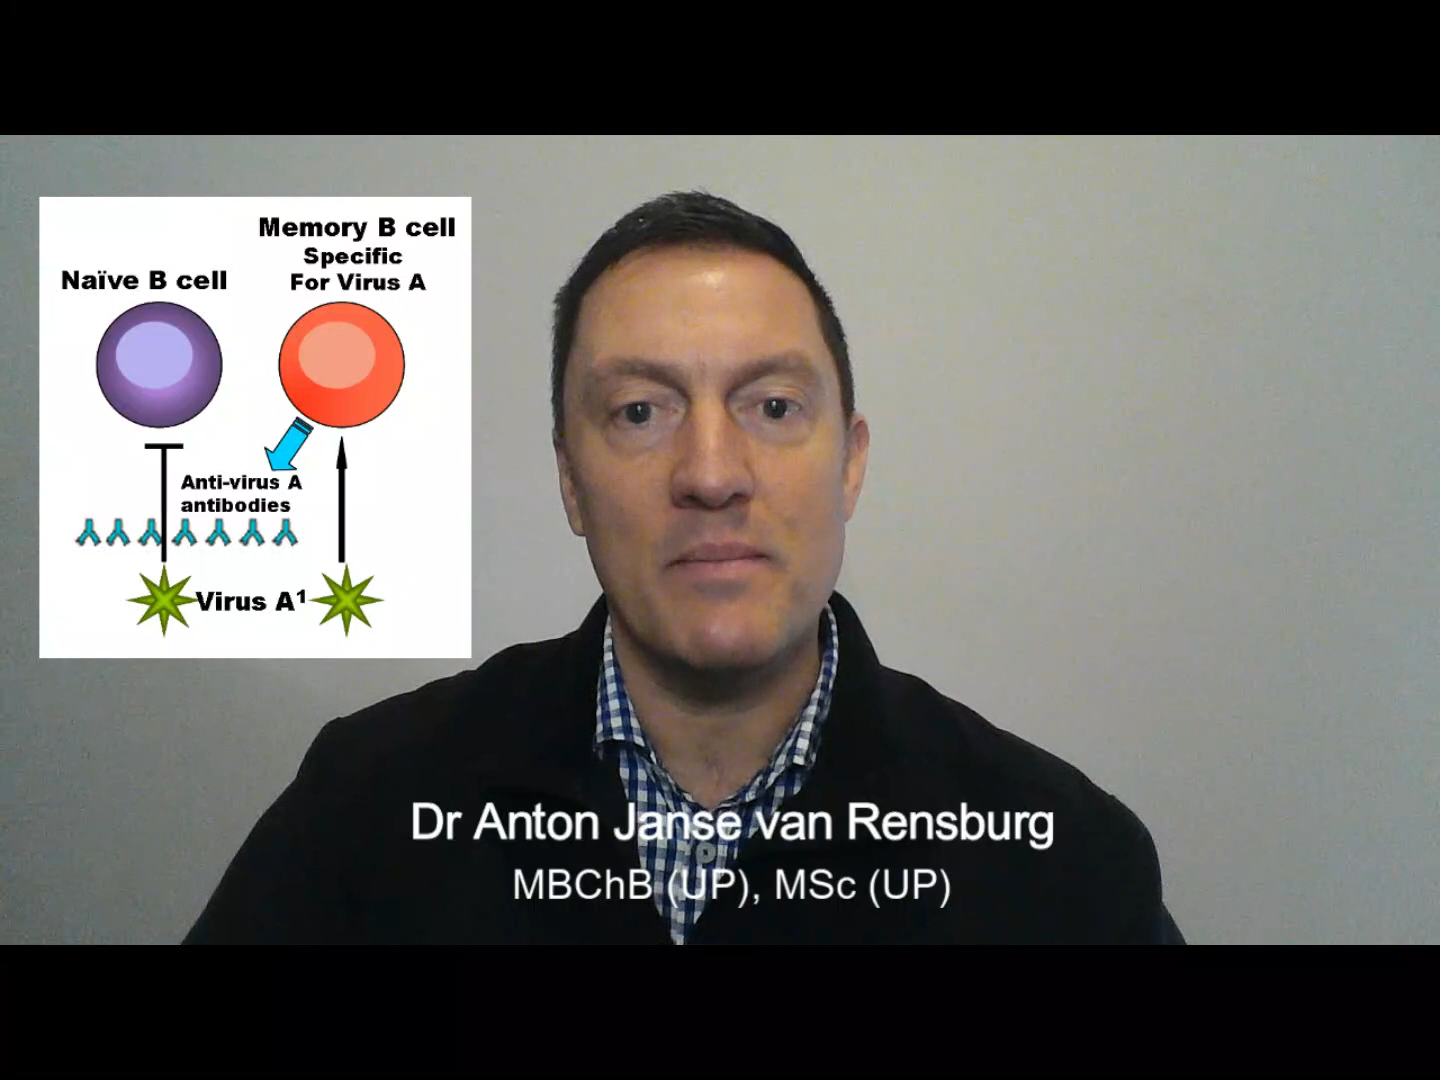 Memory B cell
Specific
For Virus A
Naïve B cell
Anti-virus A
antibodies
Virus A¹
Dr Anton Janse van Rensburg
MBChB (UP), MSc (UP)